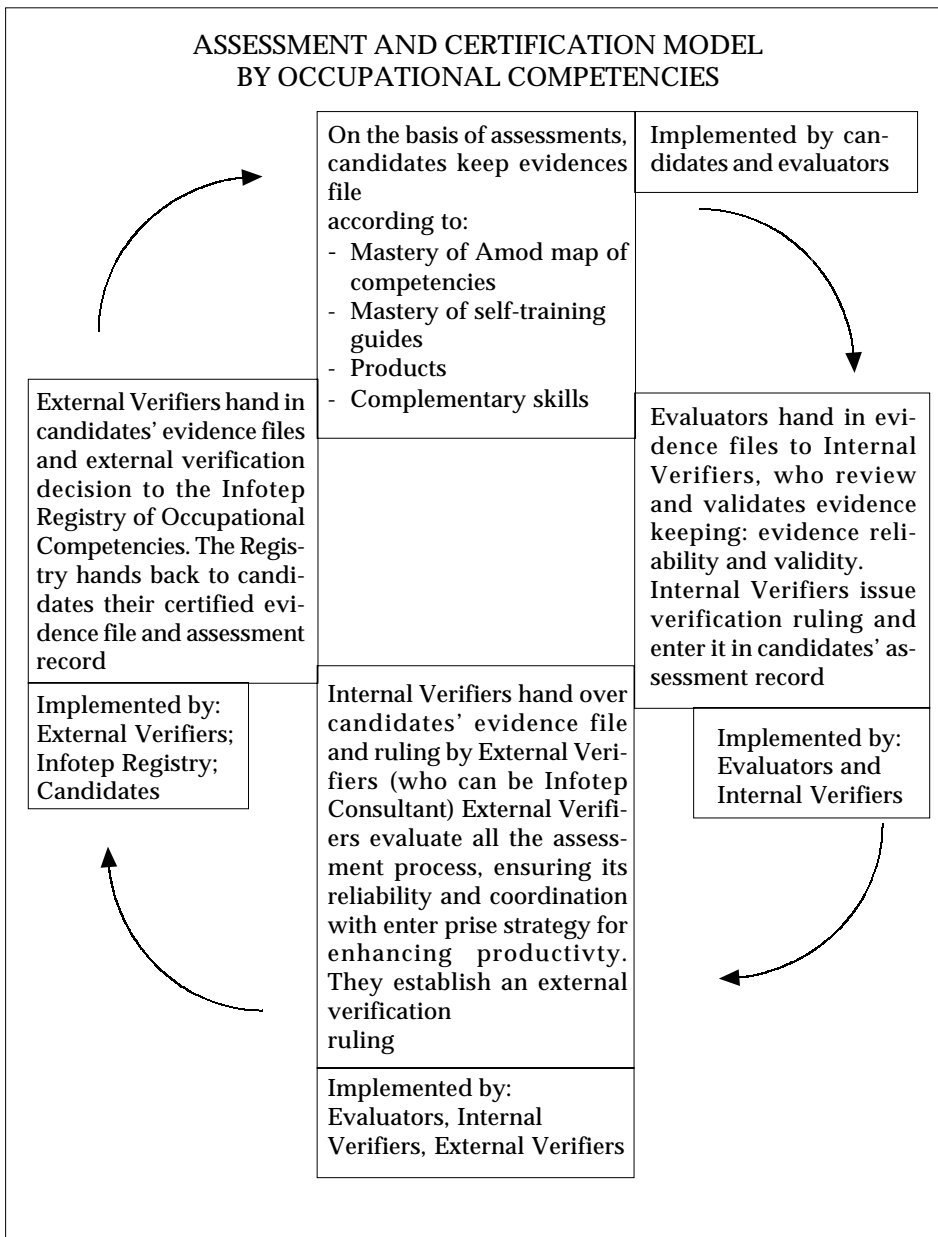 ASSESSMENT AND CERTIFICATION MODEL
BY OCCUPATIONAL COMPETENCIES
On the basis of assessments,
candidates keep evidences
file
according to:
- Mastery of Amod map of
competencies
- Mastery of self-training
guides
- Products
- Complementary skills
Implemented by can-
didates and evaluators
Evaluators hand in evi-
dence files to Internal
Verifiers, who review
and validates evidence
keeping: evidence reli-
ability and validity.
Internal Verifiers issue
verification ruling and
enter it in candidates’ as-
sessment record
Implemented by:
Evaluators and
Internal Verifiers
Internal Verifiers hand over
candidates’ evidence file
and ruling by External Veri-
fiers (who can be Infotep
Consultant) External Verifi-
ers evaluate all the assess-
ment process, ensuring its
reliability and coordination
with enter prise strategy for
enhancing productivty.
They establish an external
verification
ruling
Implemented by:
Evaluators, Internal
Verifiers, External Verifiers
External Verifiers hand in
candidates’ evidence files
and external verification
decision to the Infotep
Registry of Occupational
Competencies. The Regis-
try hands back to candi-
dates their certified evi-
dence file and assessment
record
Implemented by:
External Verifiers;
Infotep Registry;
Candidates